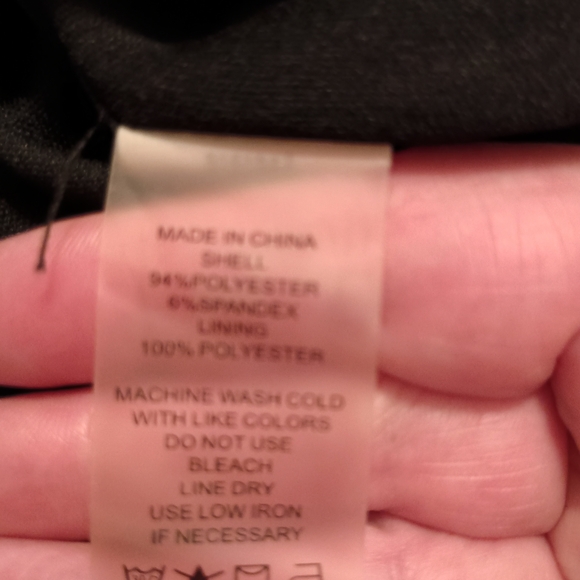 MADE IN CHINA
SHELL
94%POLYESTER
6%SPANDEX
LINING
100% POLYESTER
MACHINE WASH COLD
WITH LIKE COLORS
DO NOT USE
BLEACH
LINE DRY
USE LOW IRON
IF NECESSARY